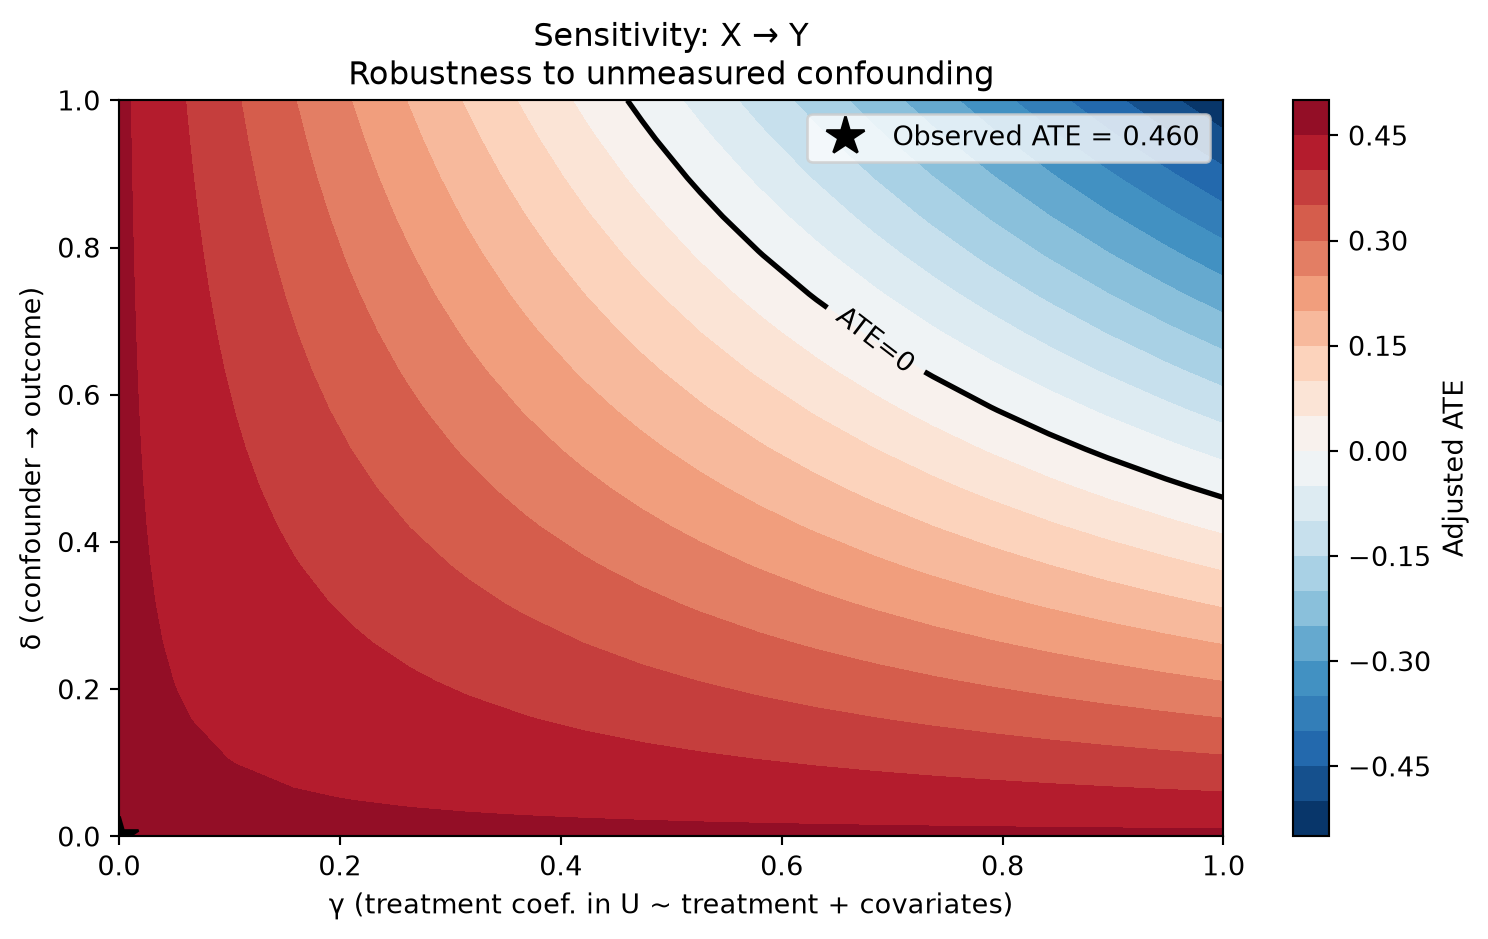 Sensitivity: X → Y
Robustness to unmeasured confounding
1.0
0.8
0.6
0.4
0.2
0.0
δ (confounder → outcome)
Observed ATE = 0.460
ATE=0
0.0 0.2 0.4 0.6 0.8 1.0
γ (treatment coef. in U ~ treatment + covariates)
0.45
0.30
0.15
0.00
−0.15
−0.30
−0.45
Adjusted ATE